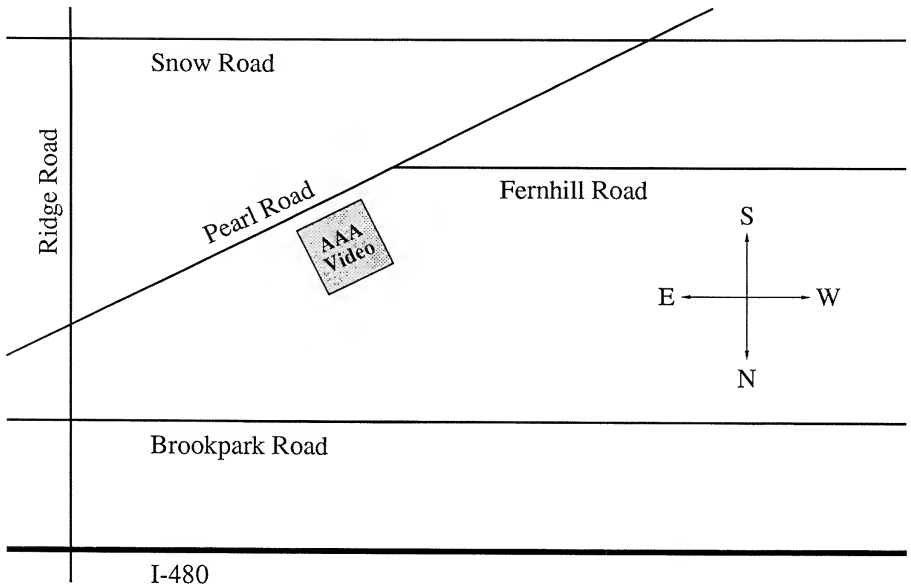 Snow Road
Ridge Road
Pearl Road
Fernhill Road
AAA
Video
S
E
W
N
Brookpark Road
I-480